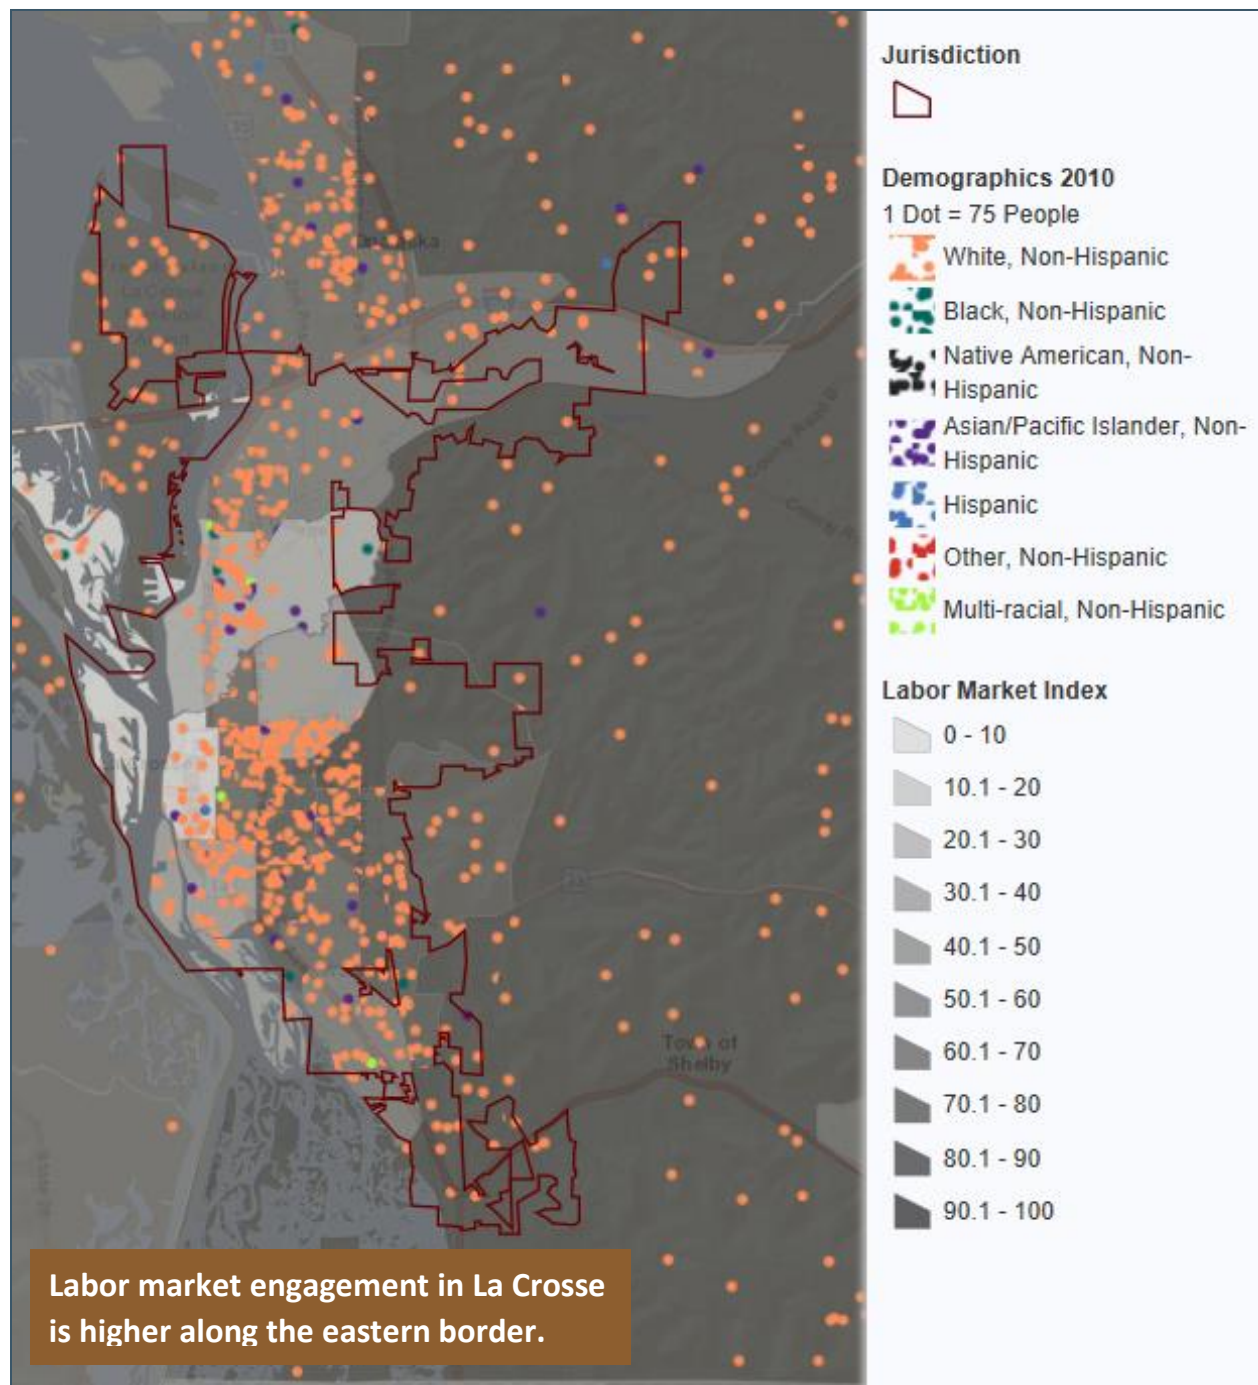 Jurisdiction
Demographics 2010
1 Dot = 75 People
White, Non-Hispanic
Black, Non-Hispanic
Native American, Non-
Hispanic
Asian/Pacific Islander, Non-
Hispanic
Hispanic
Other, Non-Hispanic
Multi-racial, Non-Hispanic
Labor Market Index
0 - 10
10.1 - 20
20.1 - 30
30.1 - 40
40.1 - 50
50.1 - 60
60.1 - 70
70.1 - 80
80.1 - 90
90.1 - 100
Town of
Shelby
Labor market engagement in La Crosse
is higher along the eastern border.